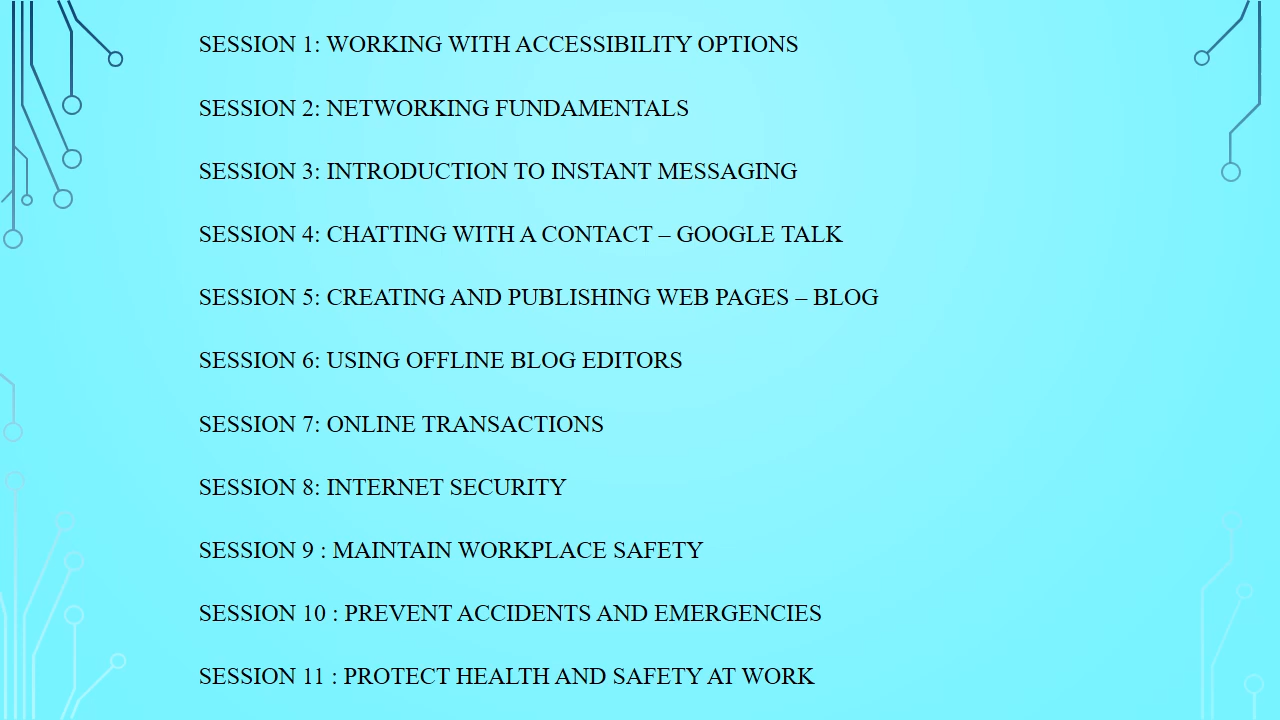 SESSION 1: WORKING WITH ACCESSIBILITY OPTIONS
SESSION 2: NETWORKING FUNDAMENTALS
SESSION 3: INTRODUCTION TO INSTANT MESSAGING
SESSION 4: CHATTING WITH A CONTACT – GOOGLE TALK
SESSION 5: CREATING AND PUBLISHING WEB PAGES – BLOG
SESSION 6: USING OFFLINE BLOG EDITORS
SESSION 7: ONLINE TRANSACTIONS
SESSION 8: INTERNET SECURITY
SESSION 9 : MAINTAIN WORKPLACE SAFETY
SESSION 10 : PREVENT ACCIDENTS AND EMERGENCIES
SESSION 11 : PROTECT HEALTH AND SAFETY AT WORK